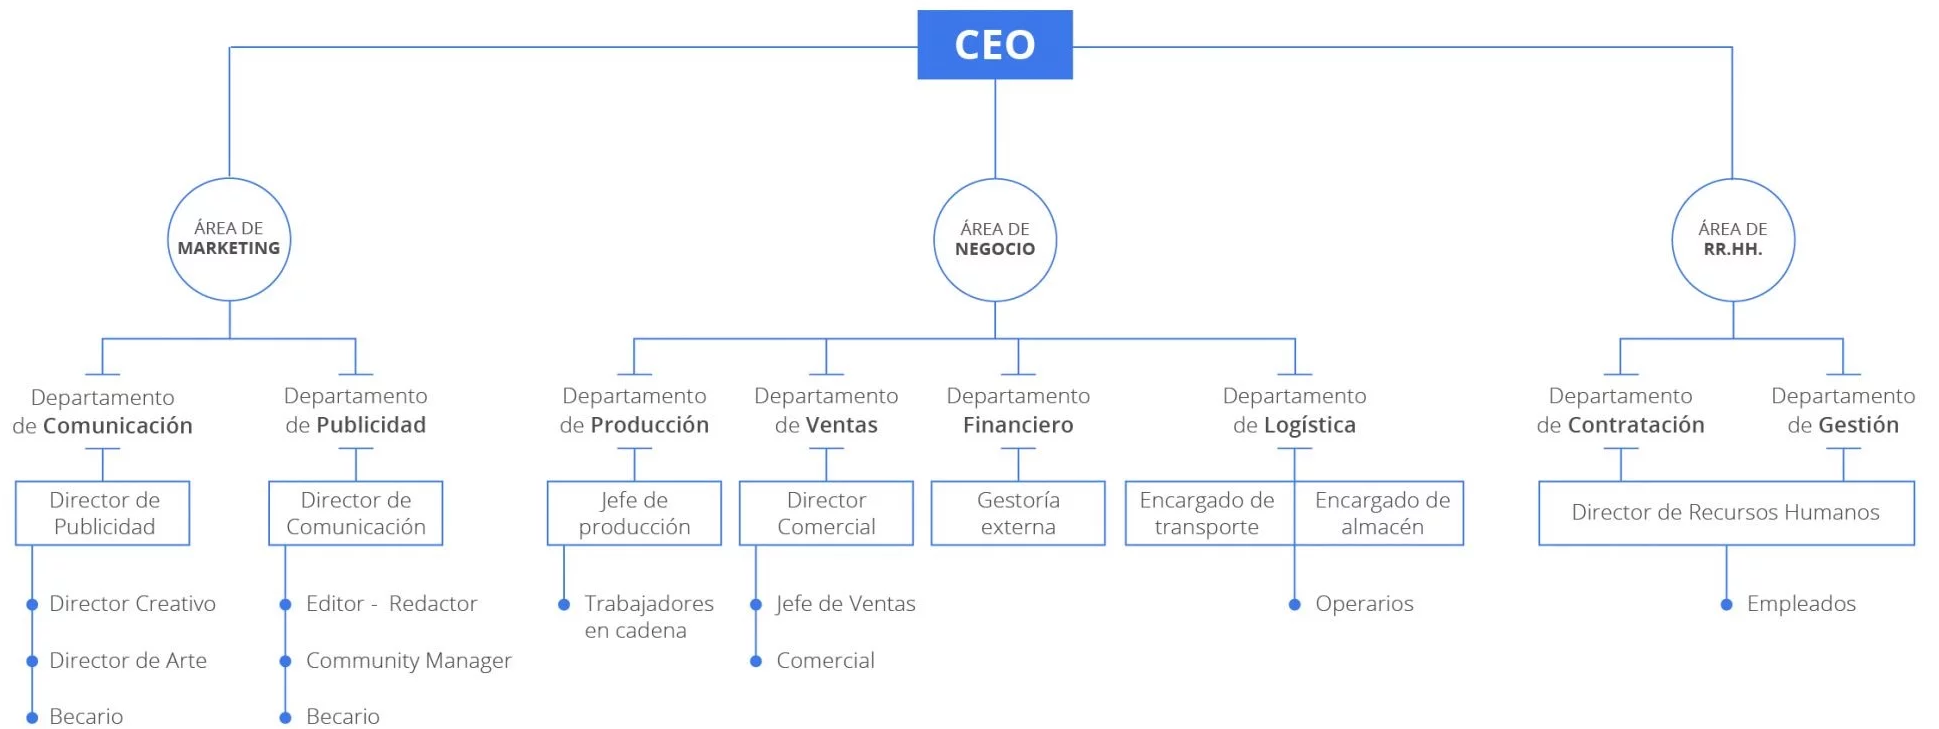 CEO
ÁREA DE
MARKETING
ÁREA DE
NEGOCIO
ÁREA DE
RR.HH.
Departamento
de Comunicación
Departamento
de Publicidad
Departamento
de Producción
Departamento
de Ventas
Departamento
Financiero
Departamento
de Logística
Departamento
de Contratación
Departamento
de Gestión
Director de
Publicidad
Director de
Comunicación
Jefe de
producción
Director
Comercial
Gestoría
externa
Encargado de
transporte
Encargado de
almacén
Director de Recursos Humanos
Director Creativo
Director de Arte
Becario
Editor - Redactor
Community Manager
Becario
Trabajadores
en cadena
Jefe de Ventas
Comercial
Operarios
Empleados